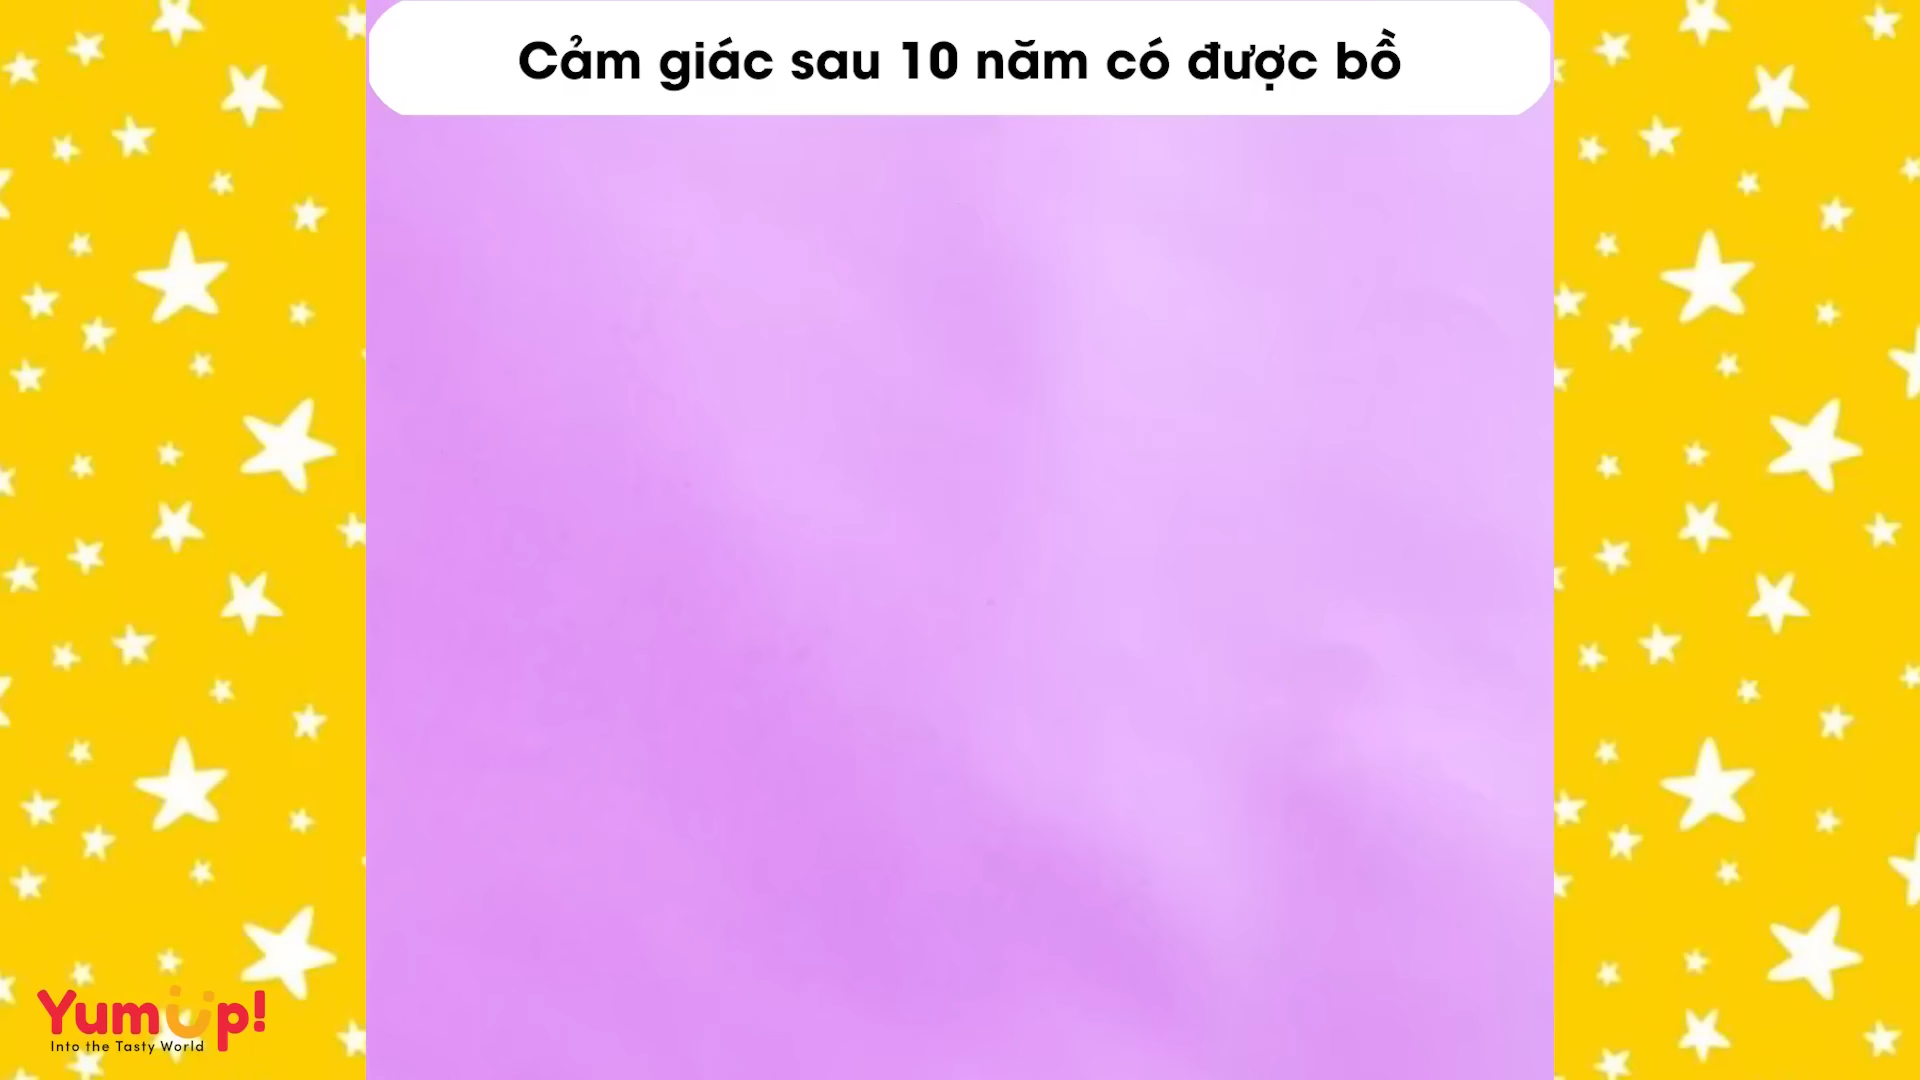 Cảm giác sau 10 năm có được bồ
YumUp!
Into the Tasty World